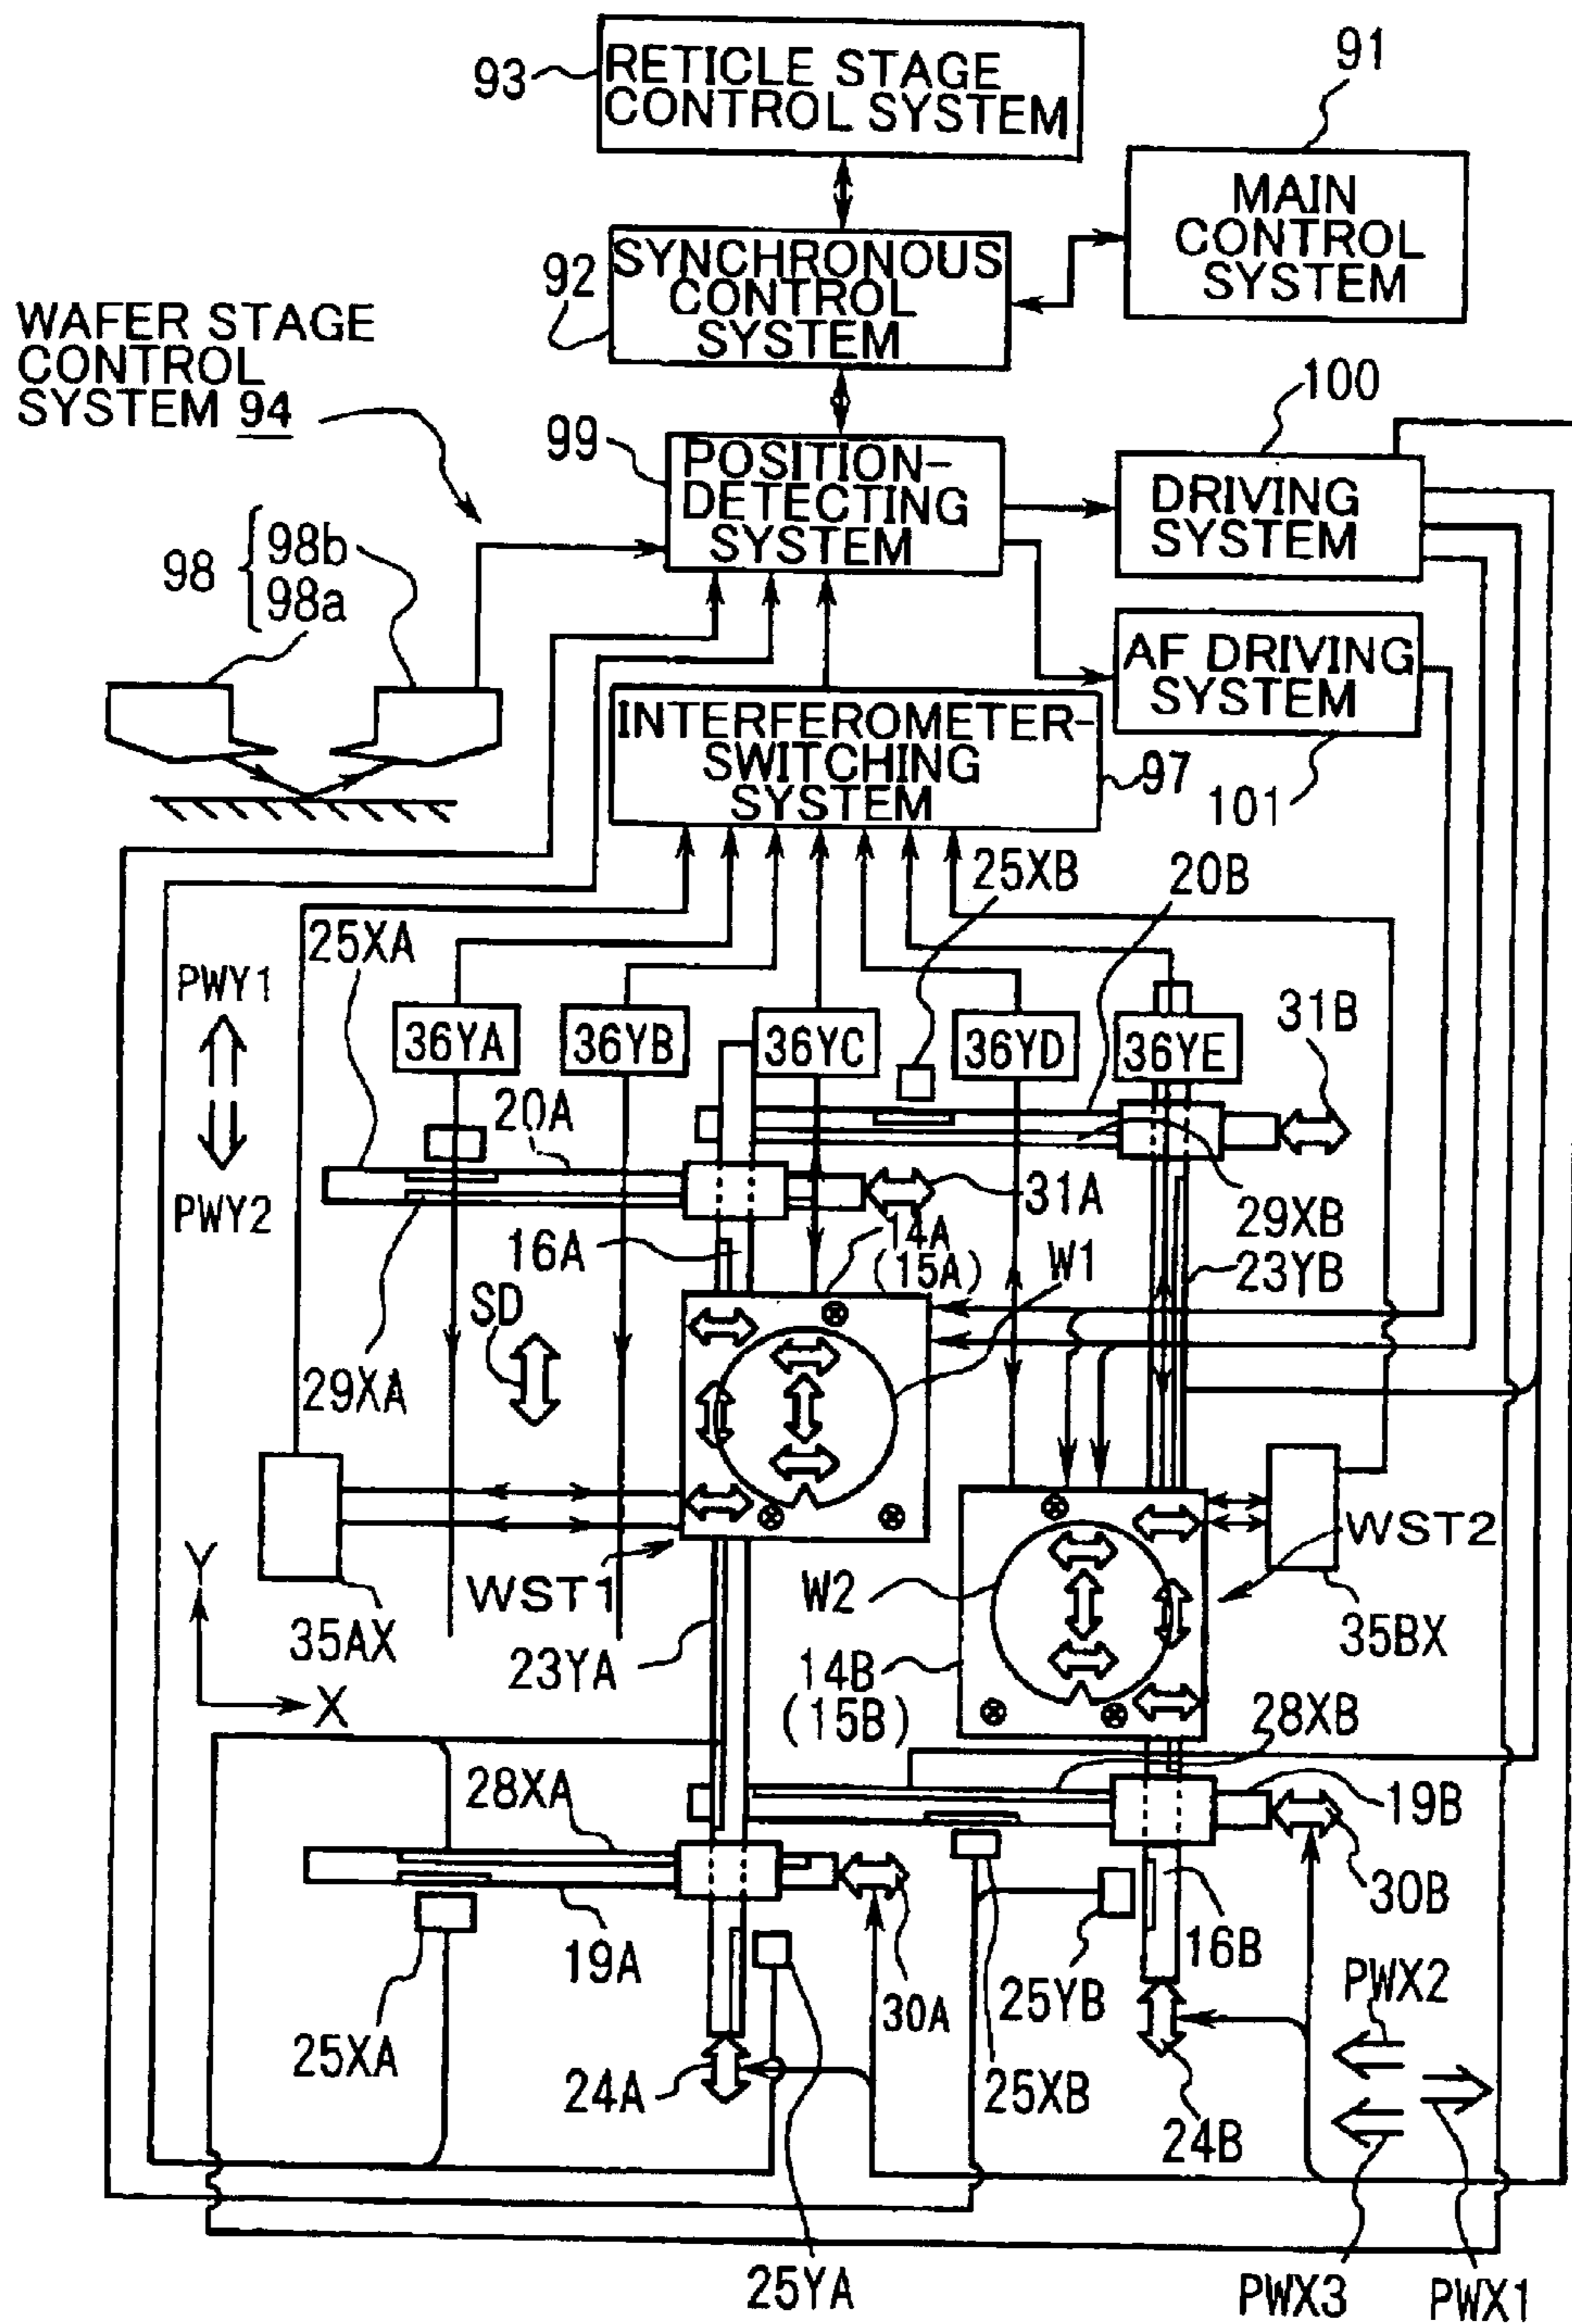 93
RETICLE STAGE
CONTROL SYSTEM
91
MAIN
CONTROL
SYSTEM
92
SYNCHRONOUS
CONTROL
SYSTEM
WAFER STAGE
CONTROL
SYSTEM 94
99
POSITION-
DETECTING
SYSTEM
100
DRIVING
SYSTEM
98
98b
98a
AF DRIVING
SYSTEM
101
INTERFEROMETER-
SWITCHING
SYSTEM
97
25XB
20B
25XA
PWY1
36YA
36YB
36YC
36YD
36YE
31B
20A
PWY2
31A
29XB
16A
14A
(15A)
W1
23YB
SD
29XA
WST1
WST2
W2
Y
35AX
23YA
14B
(15B)
35BX
X
28XB
28XA
19B
30B
19A
16B
25XA
30A
25YB
PWX2
24A
25XB
24B
25YA
PWX3
PWX1